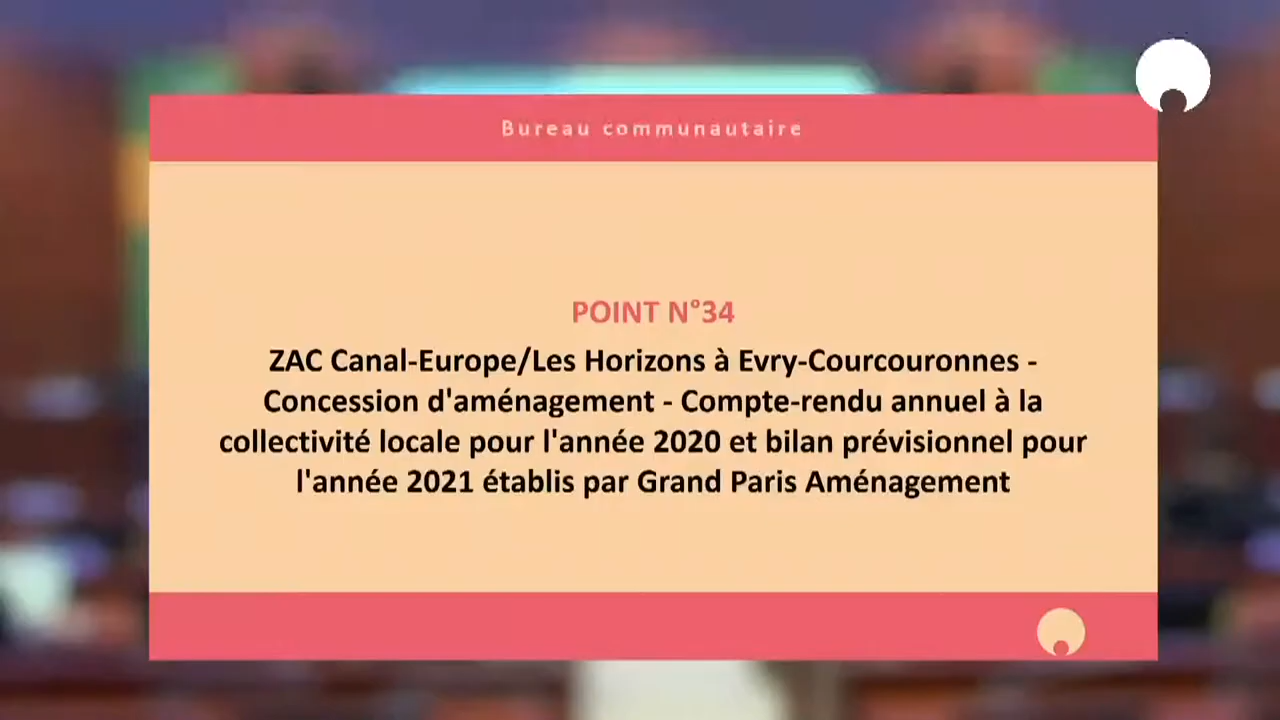 Bureau communautaire
POINT N°34
ZAC Canal-Europe/Les Horizons à Evry-Courcouronnes -
Concession d'aménagement - Compte-rendu annuel à la
collectivité locale pour l'année 2020 et bilan prévisionnel pour
l'année 2021 établis par Grand Paris Aménagement